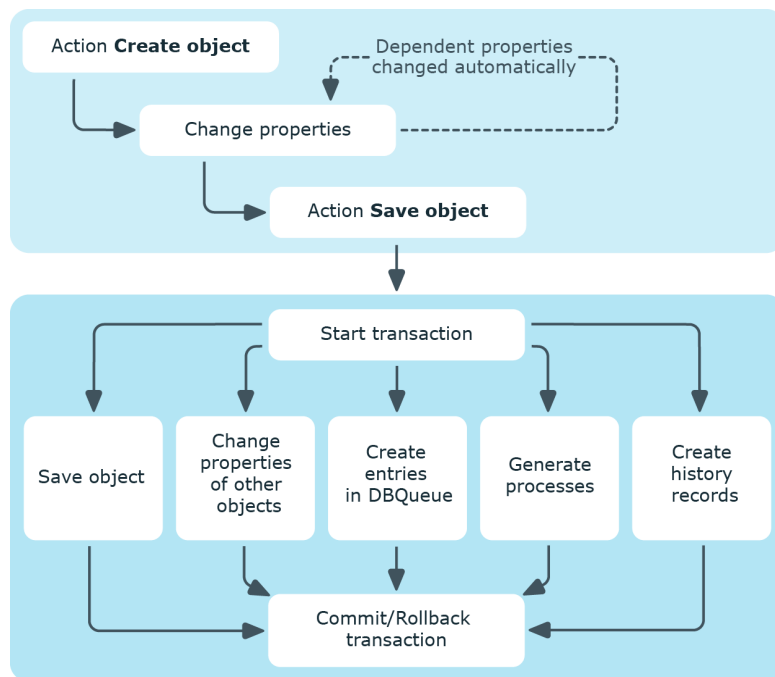 Action Create object
Dependent properties
changed automatically
Change properties
Action Save object
Start transaction
Save object
Change
properties
of other
objects
Create
entries
in DBQueue
Generate
processes
Create
history
records
Commit/Rollback
transaction